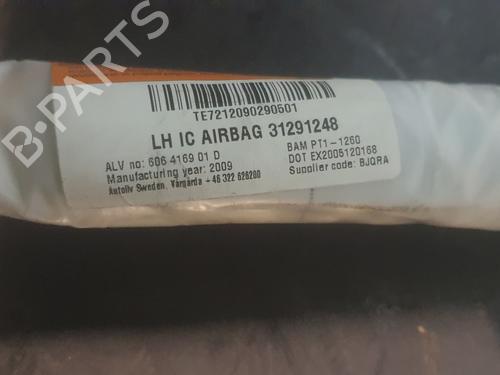 B-PARTS
TE7212090290501
LH IC AIRBAG 31291248
ALV no: 606 4169 01 D
BAM PT1-1260
Manufacturing year: 2009
DOT EX2005120168
Autoliv Sweden, Vårgårda +46 322 626200
Supplier code: BJQRA